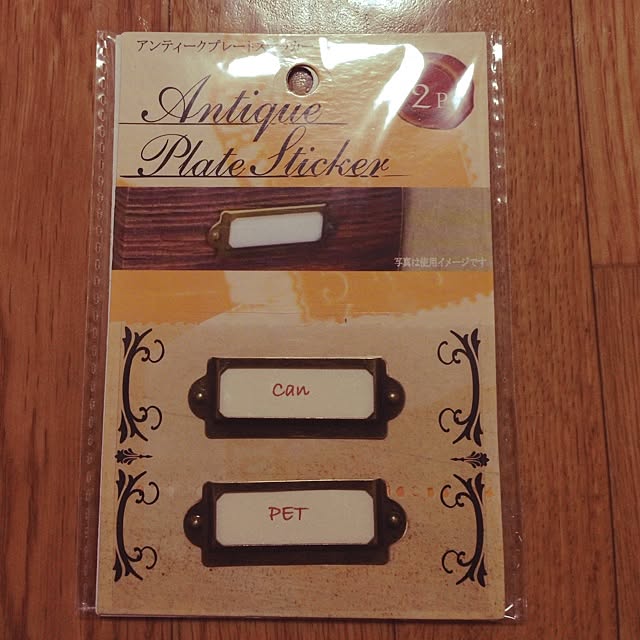 アンティークプレートステッカー
2P
Antique
Plate Sticker
写真は使用イメージです
can
PET